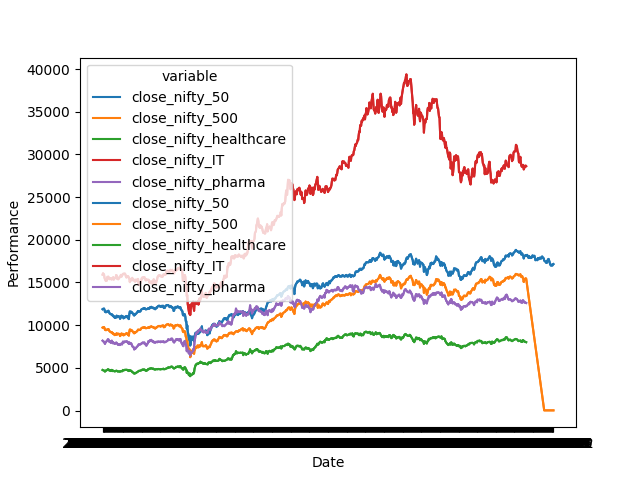 40000
35000
30000
25000
20000
15000
10000
5000
0
Performance
variable
close_nifty_50
close_nifty_500
close_nifty_healthcare
close_nifty_IT
close_nifty_pharma
close_nifty_50
close_nifty_500
close_nifty_healthcare
close_nifty_IT
close_nifty_pharma
Date